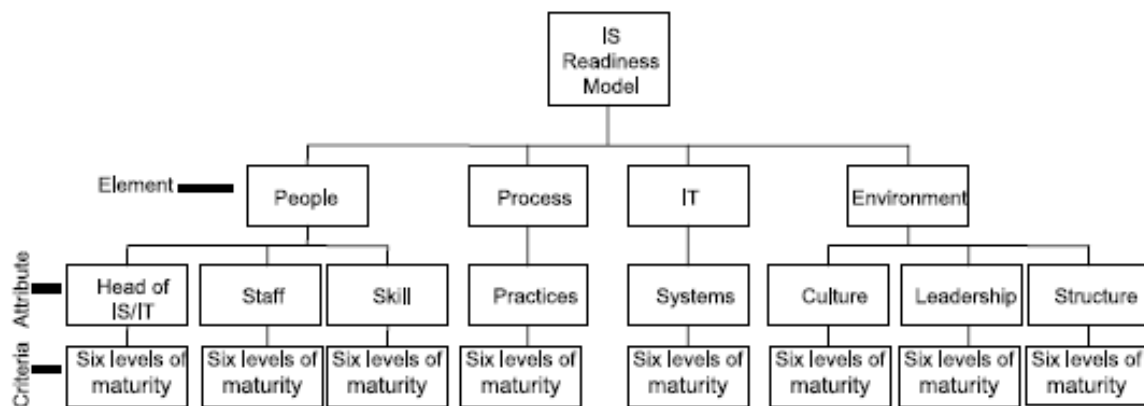 IS
Readiness
Model
Element
People
Process
IT
Environment
Attribute
Head of
IS/IT
Staff
Skill
Practices
Systems
Culture
Leadership
Structure
Criteria
Six levels of
maturity
Six levels of
maturity
Six levels of
maturity
Six levels of
maturity
Six levels of
maturity
Six levels of
maturity
Six levels of
maturity
Six levels of
maturity